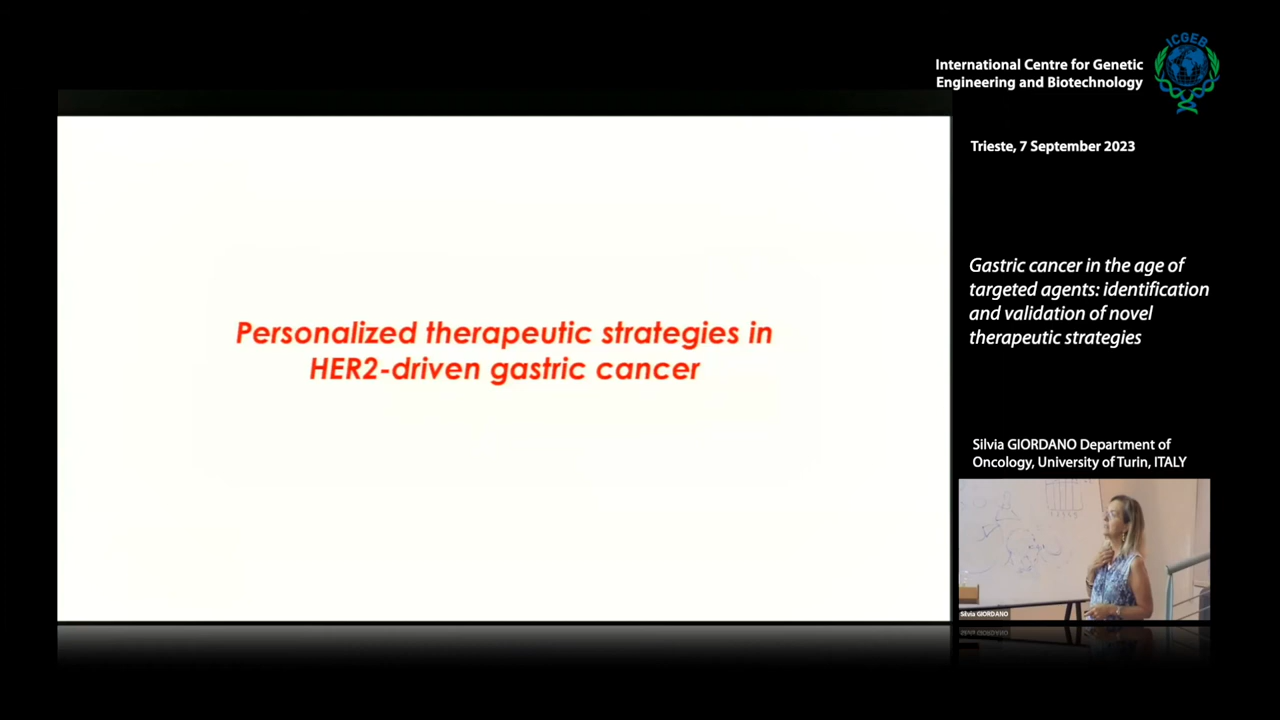 International Centre for Genetic
Engineering and Biotechnology
ICGEB
Trieste, 7 September 2023
Personalized therapeutic strategies in
HER2-driven gastric cancer
Gastric cancer in the age of
targeted agents: identification
and validation of novel
therapeutic strategies
Silvia GIORDANO Department of
Oncology, University of Turin, ITALY
Silvia GIORDANO